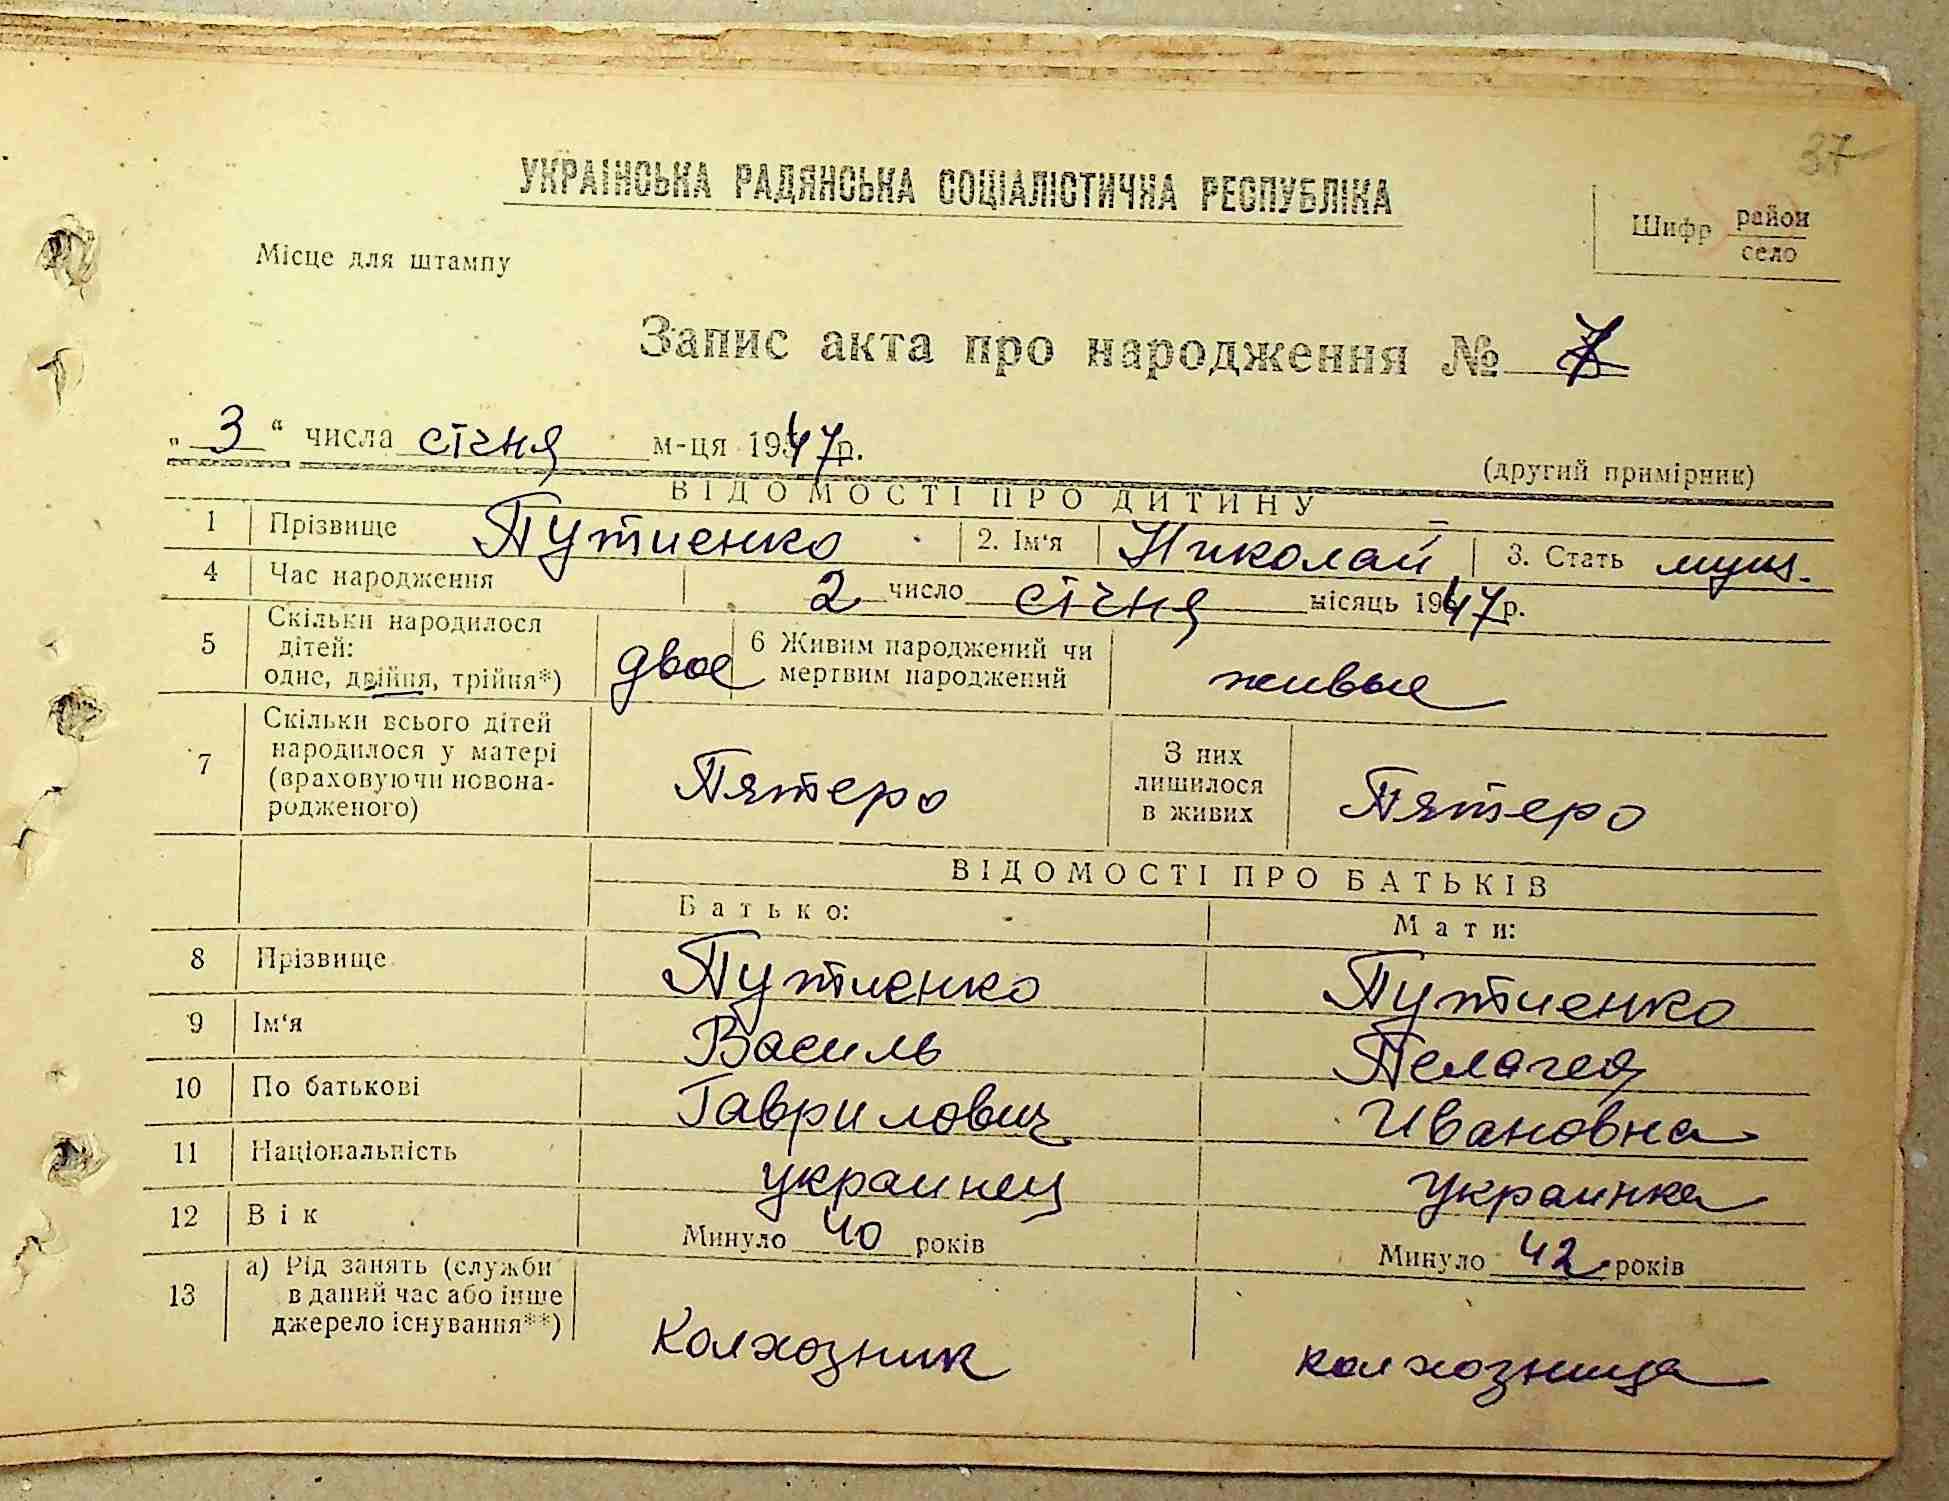 37
УКРАЇНСЬКА РАДЯНСЬКА СОЦІАЛІСТИЧНА РЕСПУБЛІКА
Шифр район
село
Місце для штампу
Запис акта про народження №
„ 3 “ числа січня м-ця 1947 р.
(другий примірник)
ВІДОМОСТІ ПРО ДИТИНУ
1 Прізвище Путиенко 2. Ім'я Николай 3. Стать муж.
4 Час народження 2 число січня місяць 1947 р.
5 Скільки народилося дітей: одне, двійня, трійня*) двое 6 Живим народжений чи мертвим народжений живые
7 Скільки всього дітей народилося у матері (враховуючи новонародженого) Пятеро З них лишилося в живих Пятеро
ВІДОМОСТІ ПРО БАТЬКІВ
Батько: Мати:
8 Прізвище Путиенко Путиенко
9 Ім'я Василь Пелагея
10 По батькові Гаврилович Ивановна
11 Національність украинец украинка
12 Вік Минуло 40 років Минуло 42 років
13 а) Рід занять (служби в даний час або інше джерело існування**) Колхозник колхозница